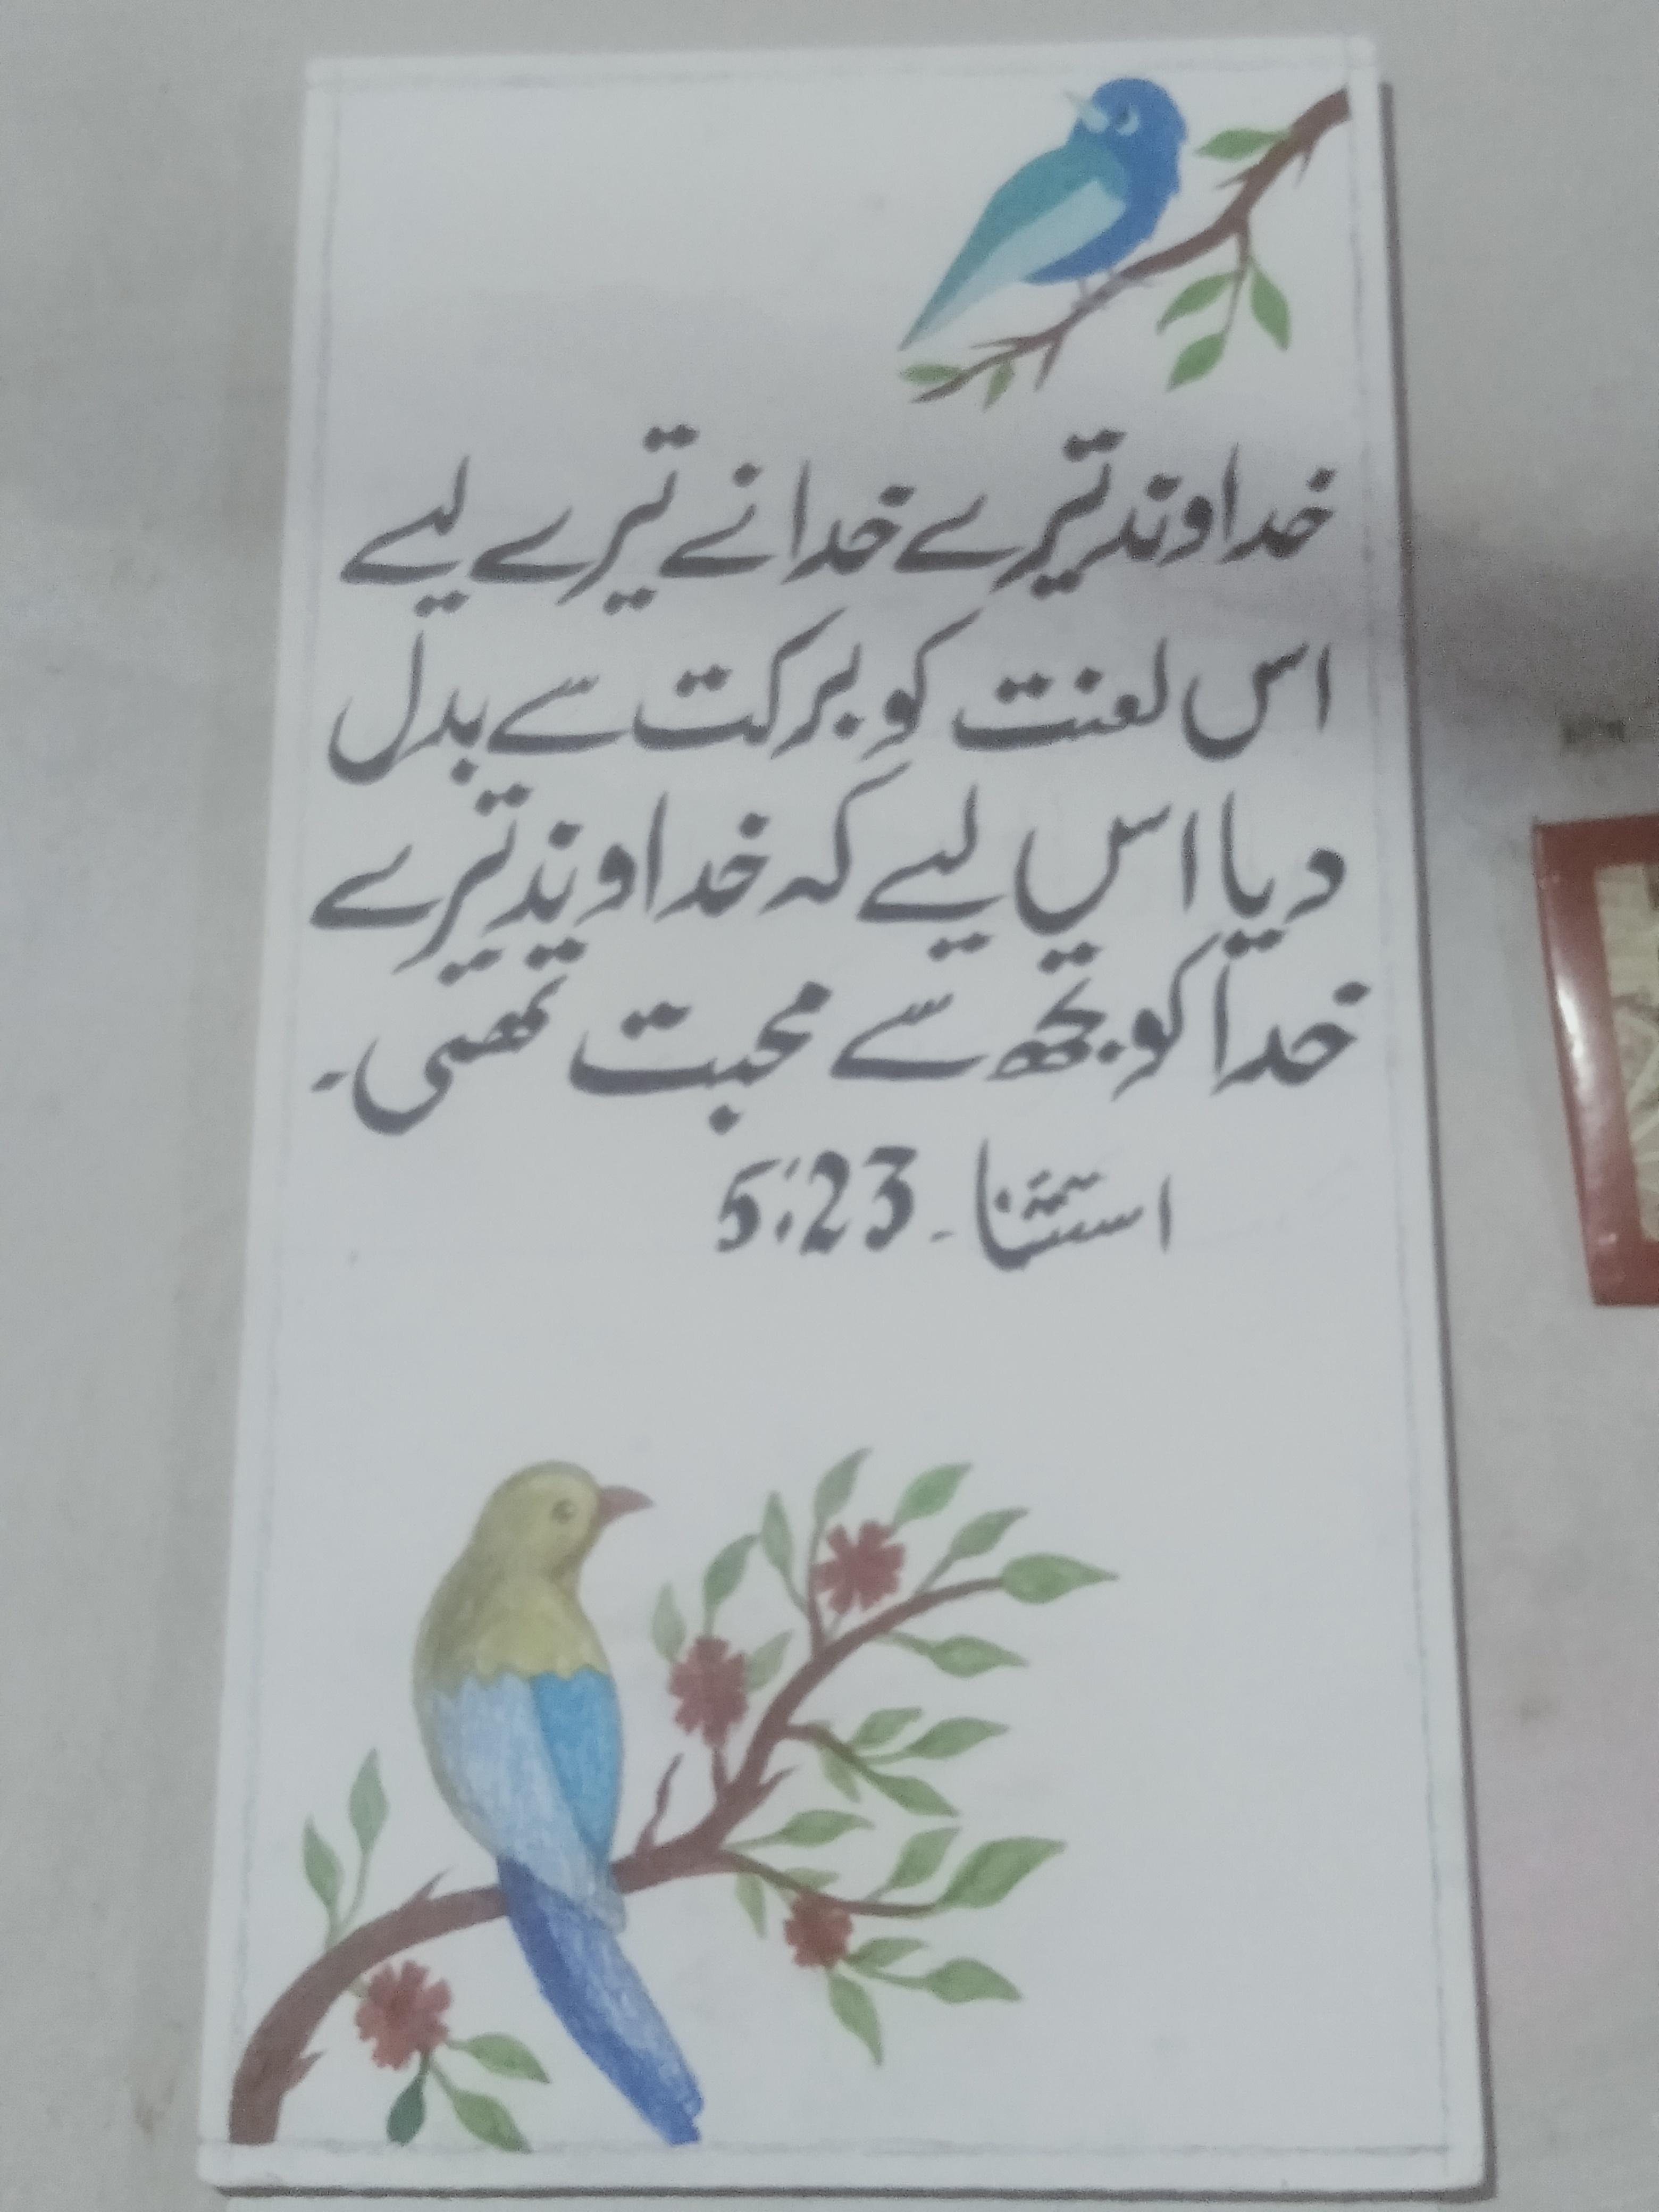 خداوند تیرے خدا نے تیرے لیے
اس لعنت کو برکت سے بدل
دیا اس لیے کہ خداوند تیرے
خدا کو تجھ سے محبت تھی۔
استثنا۔ 5:23